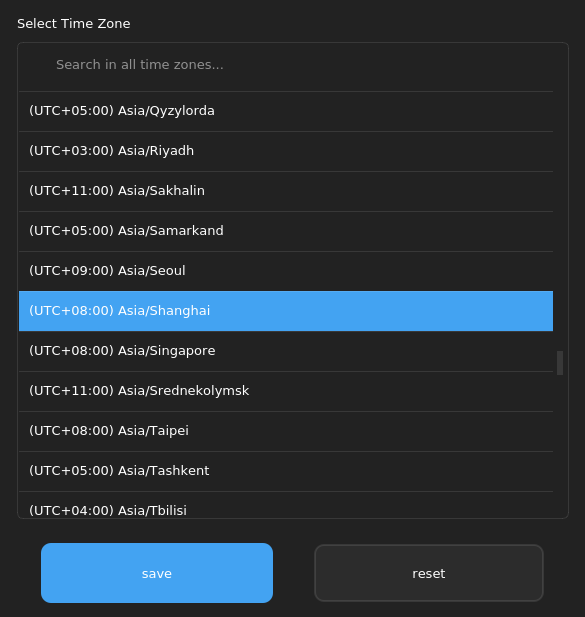 Select Time Zone
Search in all time zones...
(UTC+05:00) Asia/Qyzylorda
(UTC+03:00) Asia/Riyadh
(UTC+11:00) Asia/Sakhalin
(UTC+05:00) Asia/Samarkand
(UTC+09:00) Asia/Seoul
(UTC+08:00) Asia/Shanghai
(UTC+08:00) Asia/Singapore
(UTC+11:00) Asia/Srednekolymsk
(UTC+08:00) Asia/Taipei
(UTC+05:00) Asia/Tashkent
(UTC+04:00) Asia/Tbilisi
save
reset